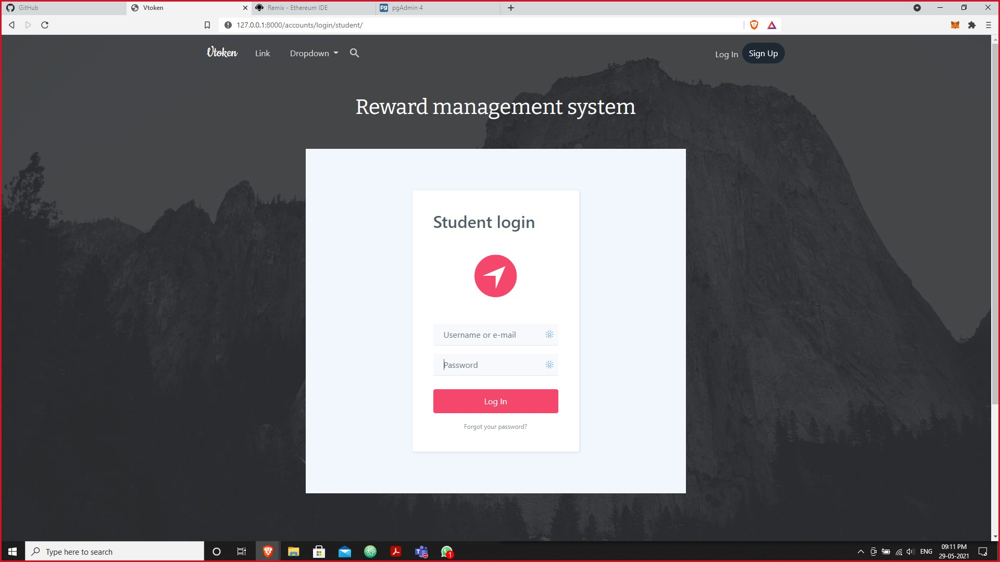 GitHub
Vtoken
Remix - Ethereum IDE
Pg pgAdmin 4
127.0.0.1:8000/accounts/login/student/
Vtoken
Link
Dropdown
Log In
Sign Up
Reward management system
Student login
Username or e-mail
Password
Log In
Forgot your password?
Type here to search
T
1
ENG
09:11 PM
29-05-2021